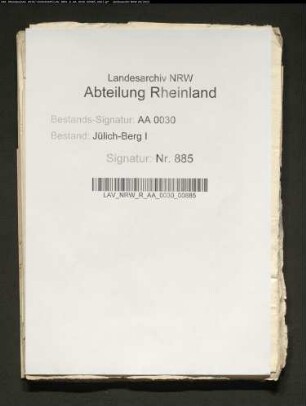 Landesarchiv NRW
Abteilung Rheinland
Bestands-Signatur: AA 0030
Bestand: Jülich-Berg I
Signatur: Nr. 885
LAV_NRW_R_AA_0030_00885